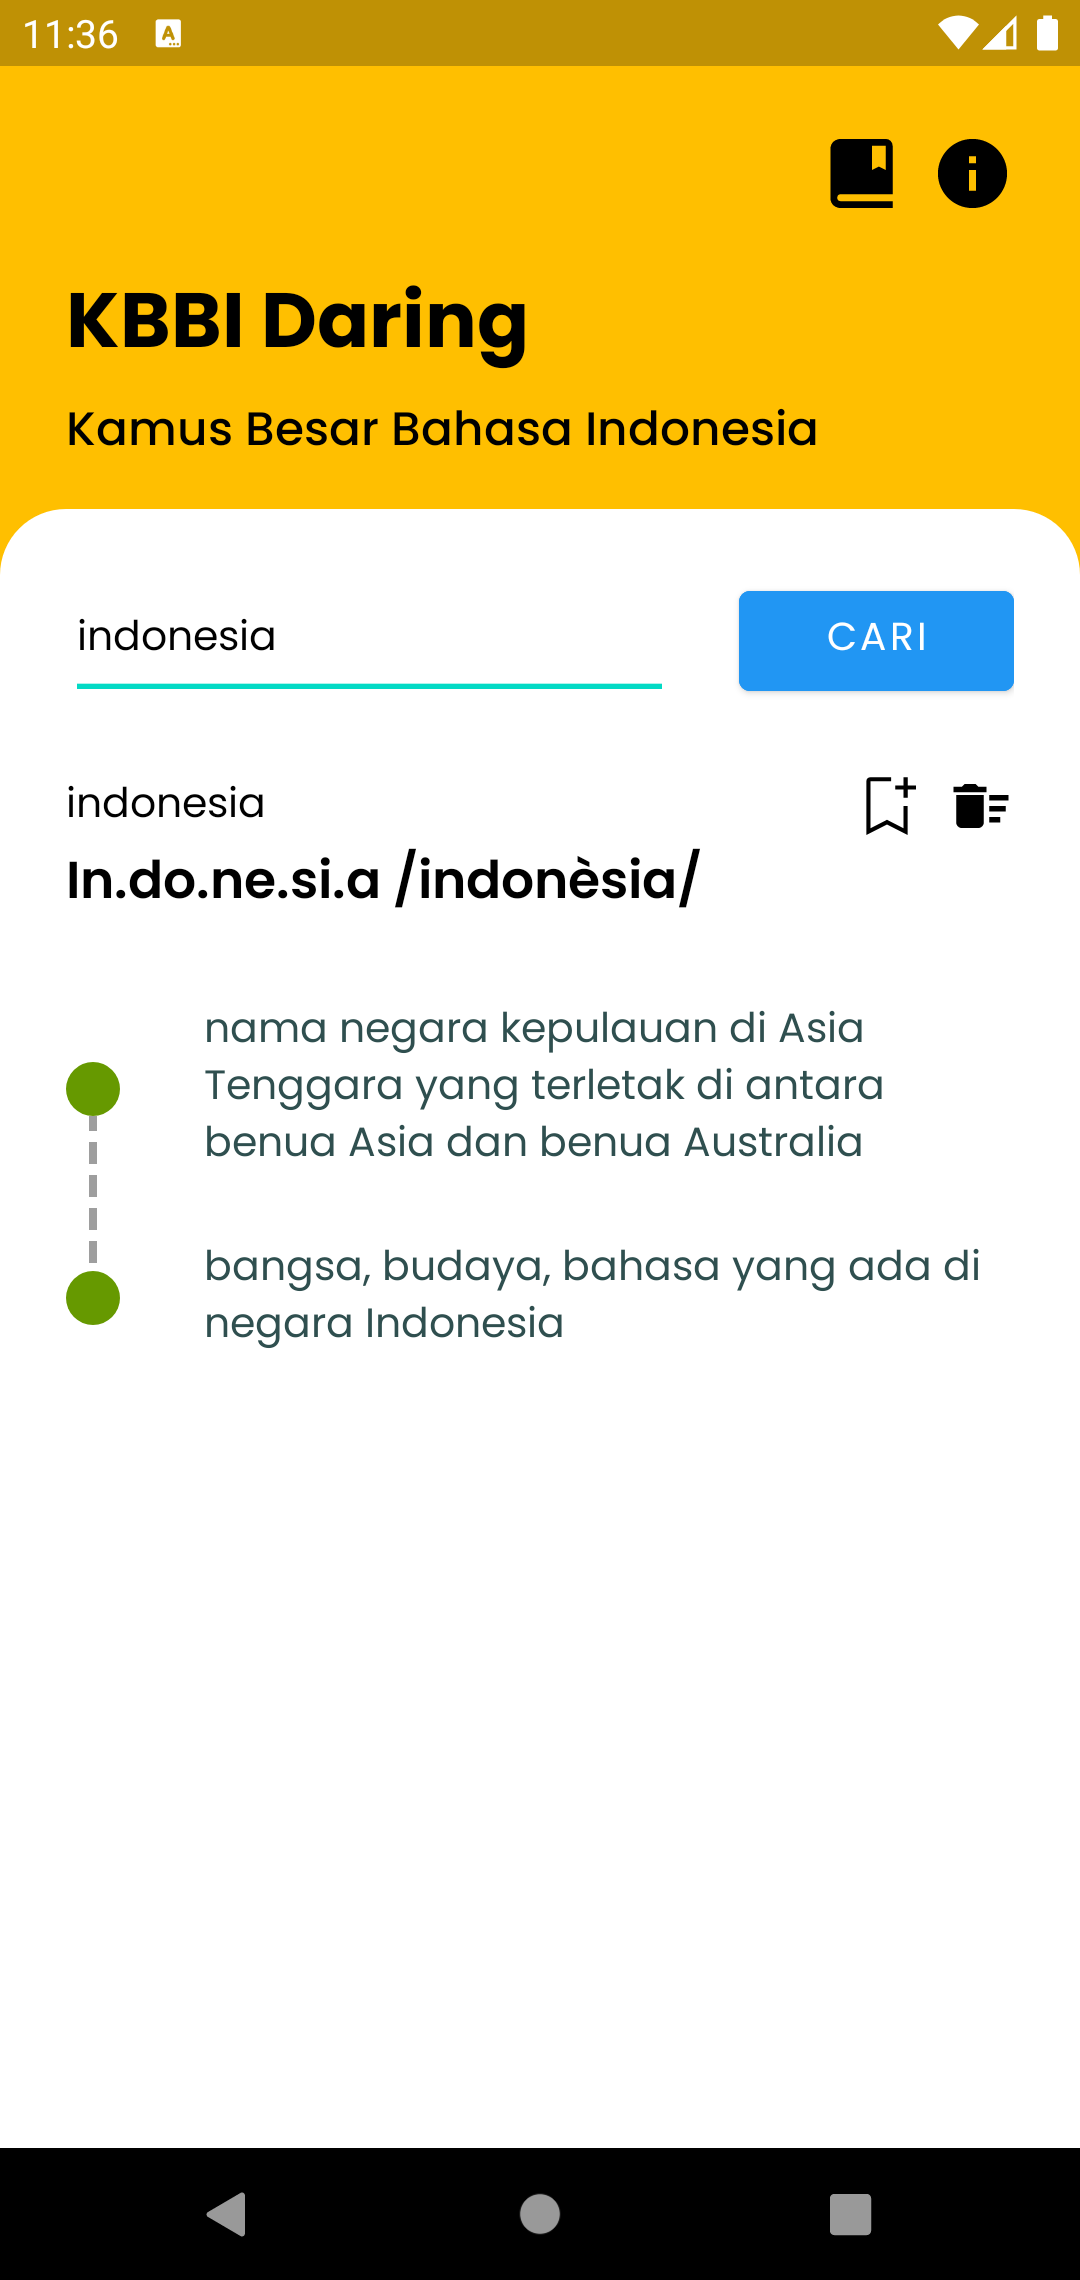 11:36
KBBI Daring
Kamus Besar Bahasa Indonesia
indonesia
CARI
indonesia
In.do.ne.si.a /indonèsia/
nama negara kepulauan di Asia
Tenggara yang terletak di antara
benua Asia dan benua Australia
bangsa, budaya, bahasa yang ada di
negara Indonesia